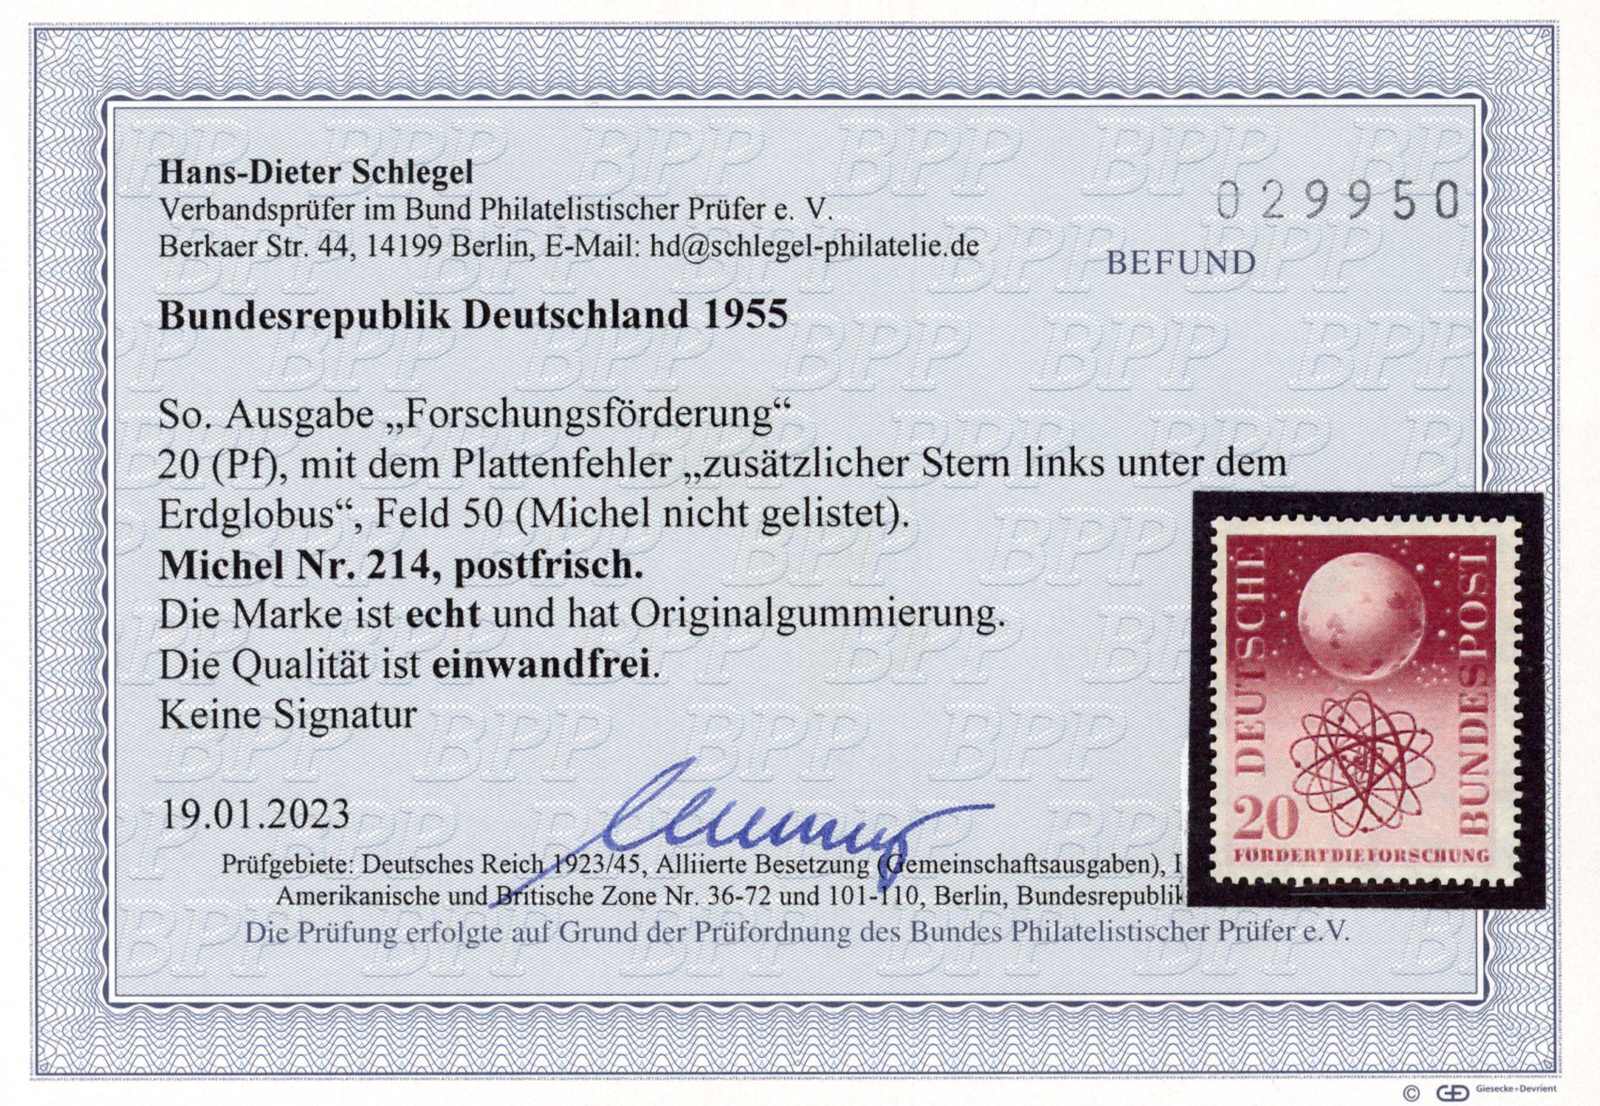 Hans-Dieter Schlegel
Verbandsprüfer im Bund Philatelistischer Prüfer e. V.
Berkaer Str. 44, 14199 Berlin, E-Mail: hd@schlegel-philatelie.de
029950
BEFUND
Bundesrepublik Deutschland 1955
So. Ausgabe „Forschungsförderung“
20 (Pf), mit dem Plattenfehler „zusätzlicher Stern links unter dem
Erdglobus“, Feld 50 (Michel nicht gelistet).
Michel Nr. 214, postfrisch.
Die Marke ist echt und hat Originalgummierung.
Die Qualität ist einwandfrei.
Keine Signatur
19.01.2023
DEUTSCHE
BUNDESPOST
20
FÖRDERT DIE FORSCHUNG
Prüfgebiete: Deutsches Reich 1923/45, Alliierte Besetzung (Gemeinschaftsausgaben),
Amerikanische und Britische Zone Nr. 36-72 und 101-110, Berlin, Bundesrepublik
Die Prüfung erfolgte auf Grund der Prüfordnung des Bundes Philatelistischer Prüfer e.V.
© Giesecke+Devrient